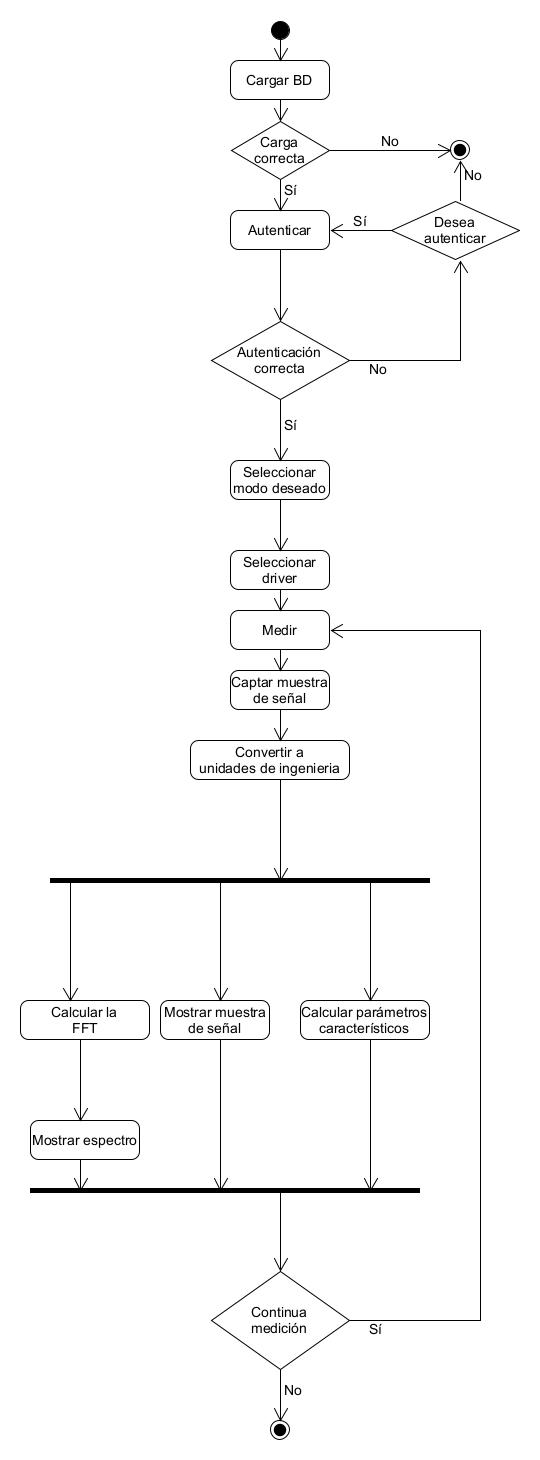 Cargar BD
Carga
correcta
No
Sí
No
Desea
autenticar
Sí
Autenticar
Autenticación
correcta
No
Sí
Seleccionar
modo deseado
Seleccionar
driver
Medir
Captar muestra
de señal
Convertir a
unidades de ingenieria
Calcular la
FFT
Mostrar muestra
de señal
Calcular parámetros
característicos
Mostrar espectro
Continua
medición
Sí
No